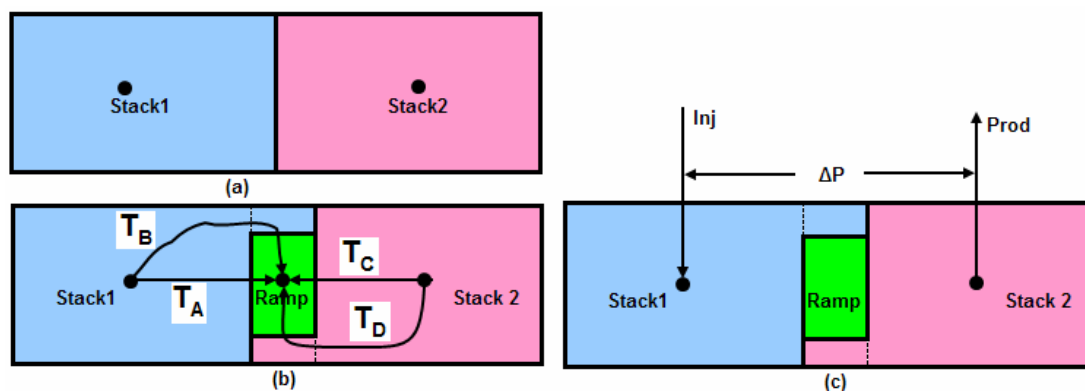 Stack1
Stack2
(a)
T_B
T_C
Stack1
T_A
Ramp
Stack 2
T_D
(b)
Inj
Prod
ΔP
Stack1
Ramp
Stack 2
(c)